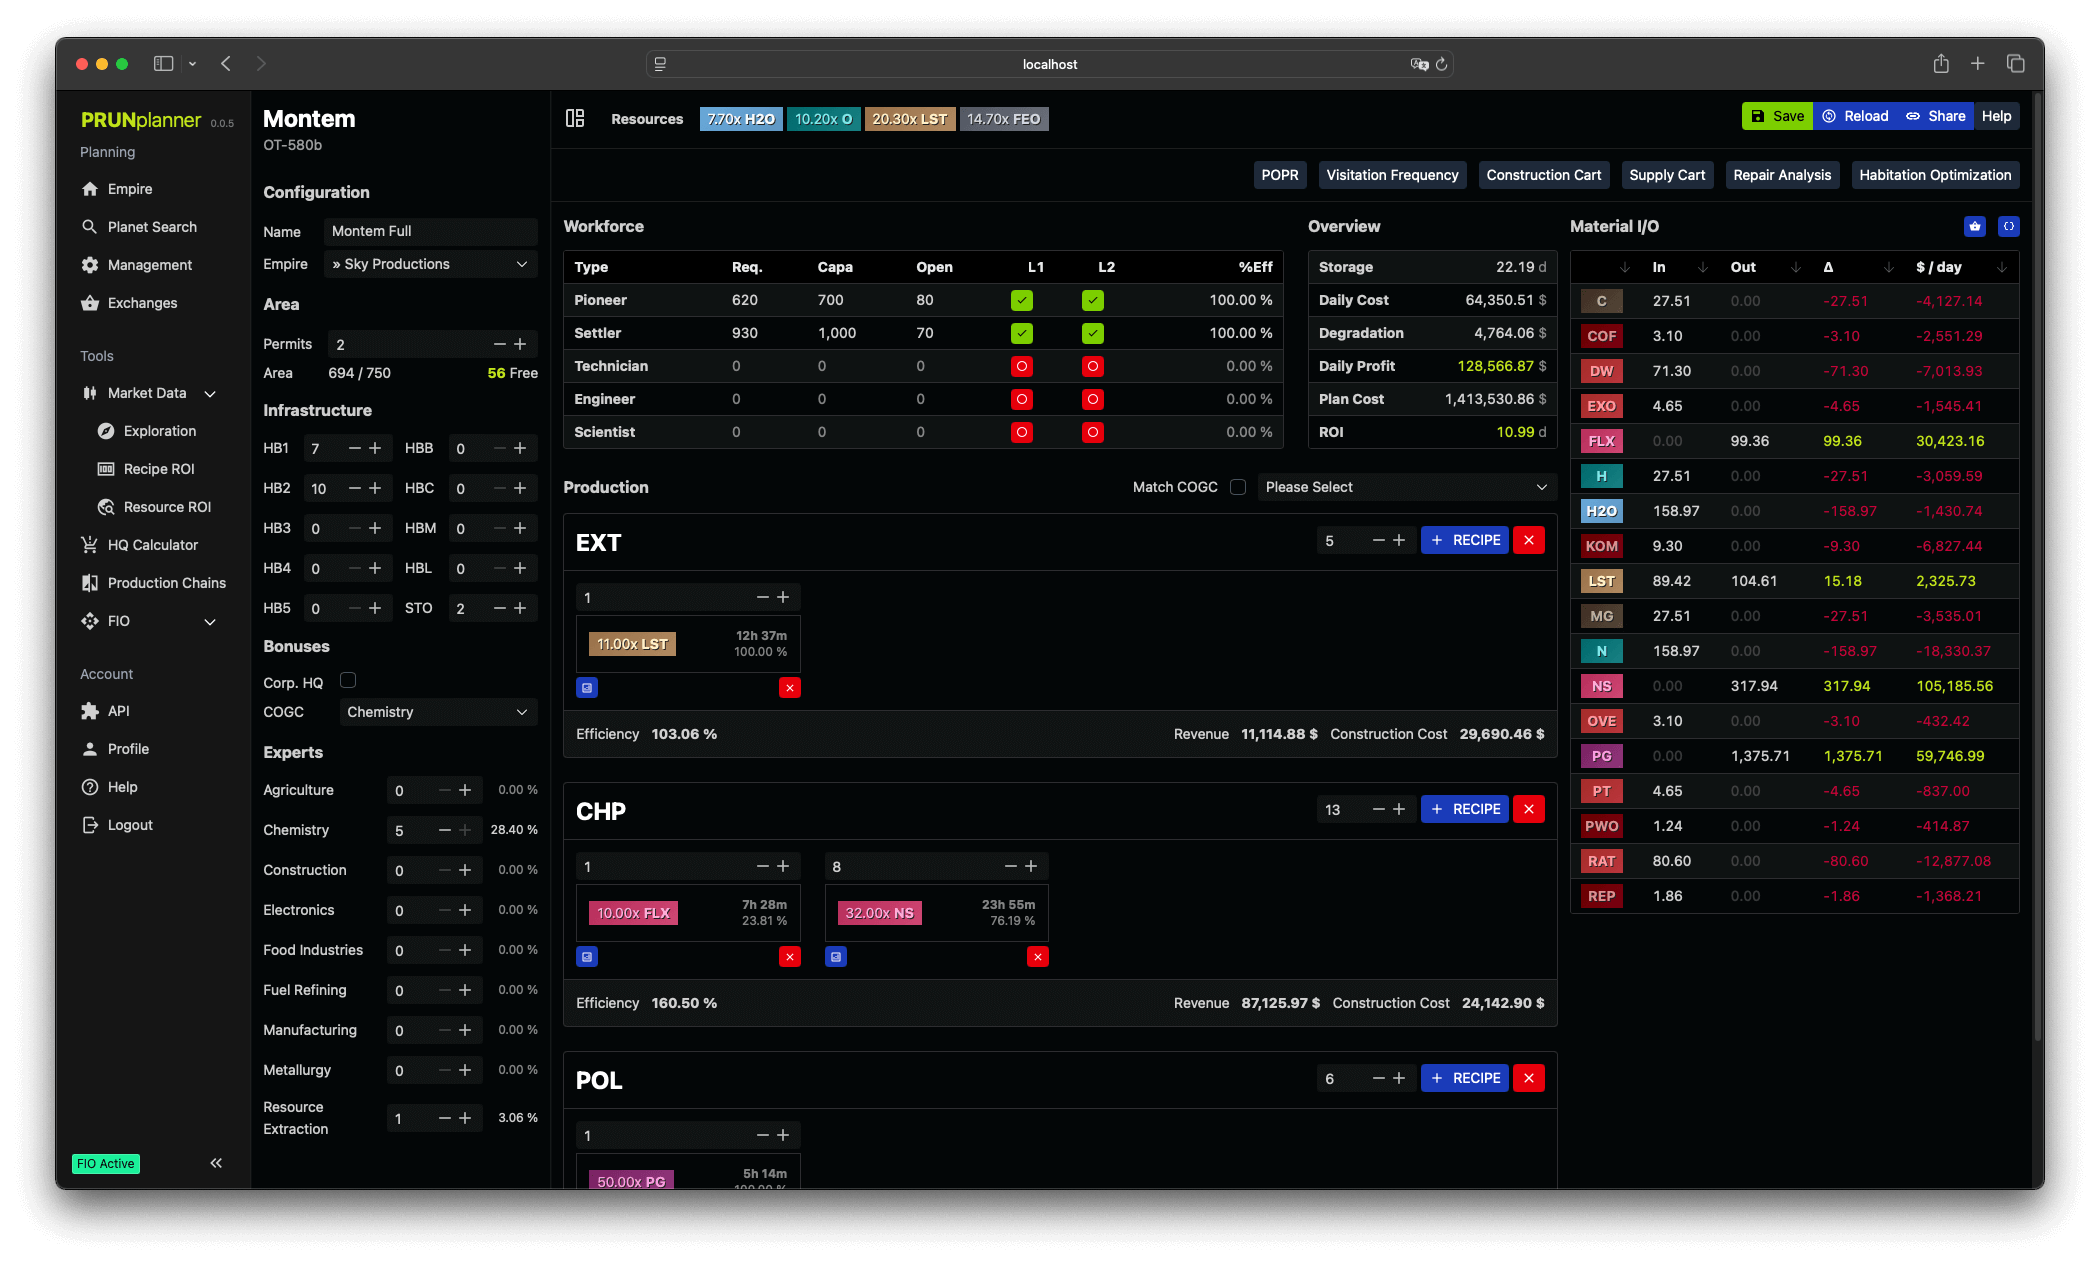 localhost
PRUNplanner 0.0.5
Planning
Empire
Planet Search
Management
Exchanges
Tools
Market Data
Exploration
Recipe ROI
Resource ROI
HQ Calculator
Production Chains
FIO
Account
API
Profile
Help
Logout
FIO Active
Montem
OT-580b
Configuration
Name Montem Full
Empire » Sky Productions
Area
Permits 2
Area 694 / 750 56 Free
Infrastructure
HB1 7 HBB 0
HB2 10 HBC 0
HB3 0 HBM 0
HB4 0 HBL 0
HB5 0 STO 2
Bonuses
Corp. HQ
COGC Chemistry
Experts
Agriculture 0 0.00 %
Chemistry 5 28.40 %
Construction 0 0.00 %
Electronics 0 0.00 %
Food Industries 0 0.00 %
Fuel Refining 0 0.00 %
Manufacturing 0 0.00 %
Metallurgy 0 0.00 %
Resource
Extraction 1 3.06 %
Resources 7.70x H2O 10.20x O 20.30x LST 14.70x FEO
Save Reload Share Help
POPR Visitation Frequency Construction Cart Supply Cart Repair Analysis Habitation Optimization
Workforce
Type Req. Capa Open L1 L2 %Eff
Pioneer 620 700 80 100.00 %
Settler 930 1,000 70 100.00 %
Technician 0 0 0 0.00 %
Engineer 0 0 0 0.00 %
Scientist 0 0 0 0.00 %
Overview
Storage 22.19 d
Daily Cost 64,350.51 $
Degradation 4,764.06 $
Daily Profit 128,566.87 $
Plan Cost 1,413,530.86 $
ROI 10.99 d
Production
Match COGC Please Select
EXT 5 + RECIPE
1
11.00x LST 12h 37m
100.00 %
Efficiency 103.06 % Revenue 11,114.88 $ Construction Cost 29,690.46 $
CHP 13 + RECIPE
1 8
10.00x FLX 7h 28m 32.00x NS 23h 55m
23.81 % 76.19 %
Efficiency 160.50 % Revenue 87,125.97 $ Construction Cost 24,142.90 $
POL 6 + RECIPE
1
50.00x PG 5h 14m
100.00 %
Material I/O
In Out Δ $ / day
C 27.51 0.00 -27.51 -4,127.14
COF 3.10 0.00 -3.10 -2,551.29
DW 71.30 0.00 -71.30 -7,013.93
EXO 4.65 0.00 -4.65 -1,545.41
FLX 0.00 99.36 99.36 30,423.16
H 27.51 0.00 -27.51 -3,059.59
H2O 158.97 0.00 -158.97 -1,430.74
KOM 9.30 0.00 -9.30 -6,827.44
LST 89.42 104.61 15.18 2,325.73
MG 27.51 0.00 -27.51 -3,535.01
N 158.97 0.00 -158.97 -18,330.37
NS 0.00 317.94 317.94 105,185.56
OVE 3.10 0.00 -3.10 -432.42
PG 0.00 1,375.71 1,375.71 59,746.99
PT 4.65 0.00 -4.65 -837.00
PWO 1.24 0.00 -1.24 -414.87
RAT 80.60 0.00 -80.60 -12,877.08
REP 1.86 0.00 -1.86 -1,368.21